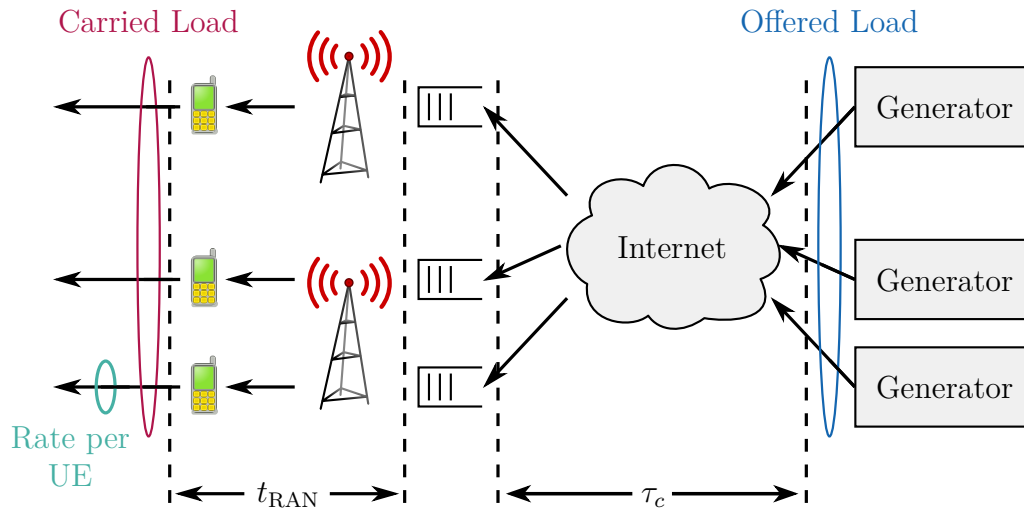 Carried Load
Offered Load
Generator
Internet
Generator
Generator
Rate per
UE
t_RAN
τ_c